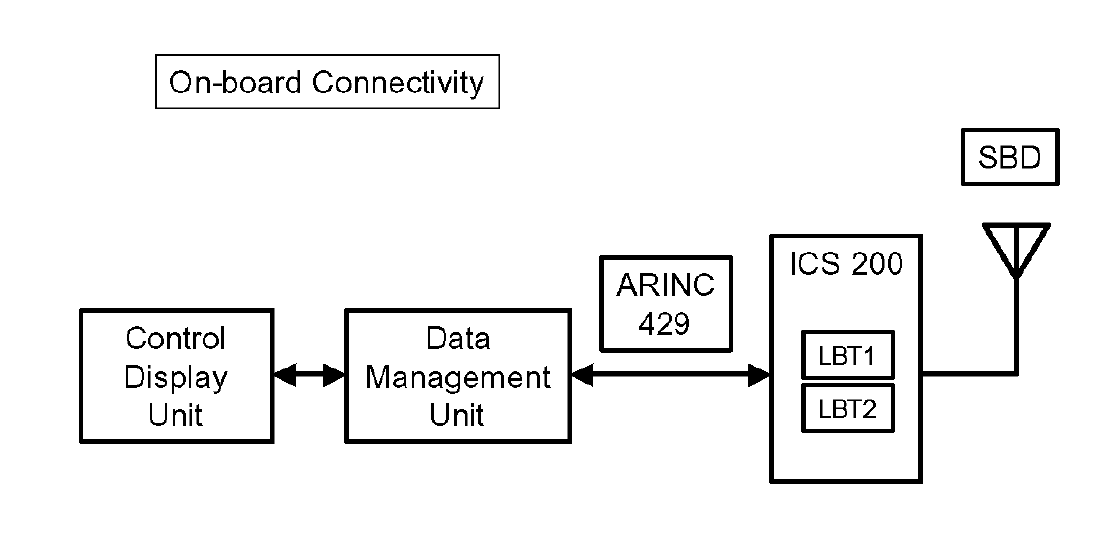 On-board Connectivity
SBD
ICS 200
ARINC
429
Control
Display
Unit
Data
Management
Unit
LBT1
LBT2